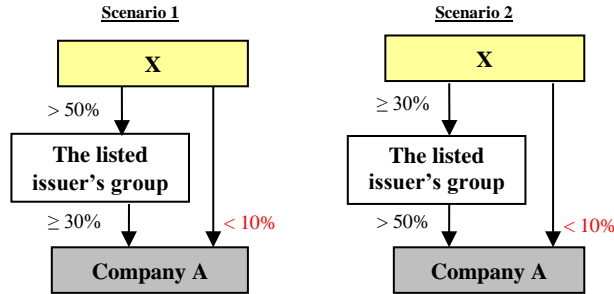 Scenario 1
X
> 50%
The listed
issuer's group
≥ 30%
< 10%
Company A
Scenario 2
X
≥ 30%
The listed
issuer's group
> 50%
< 10%
Company A